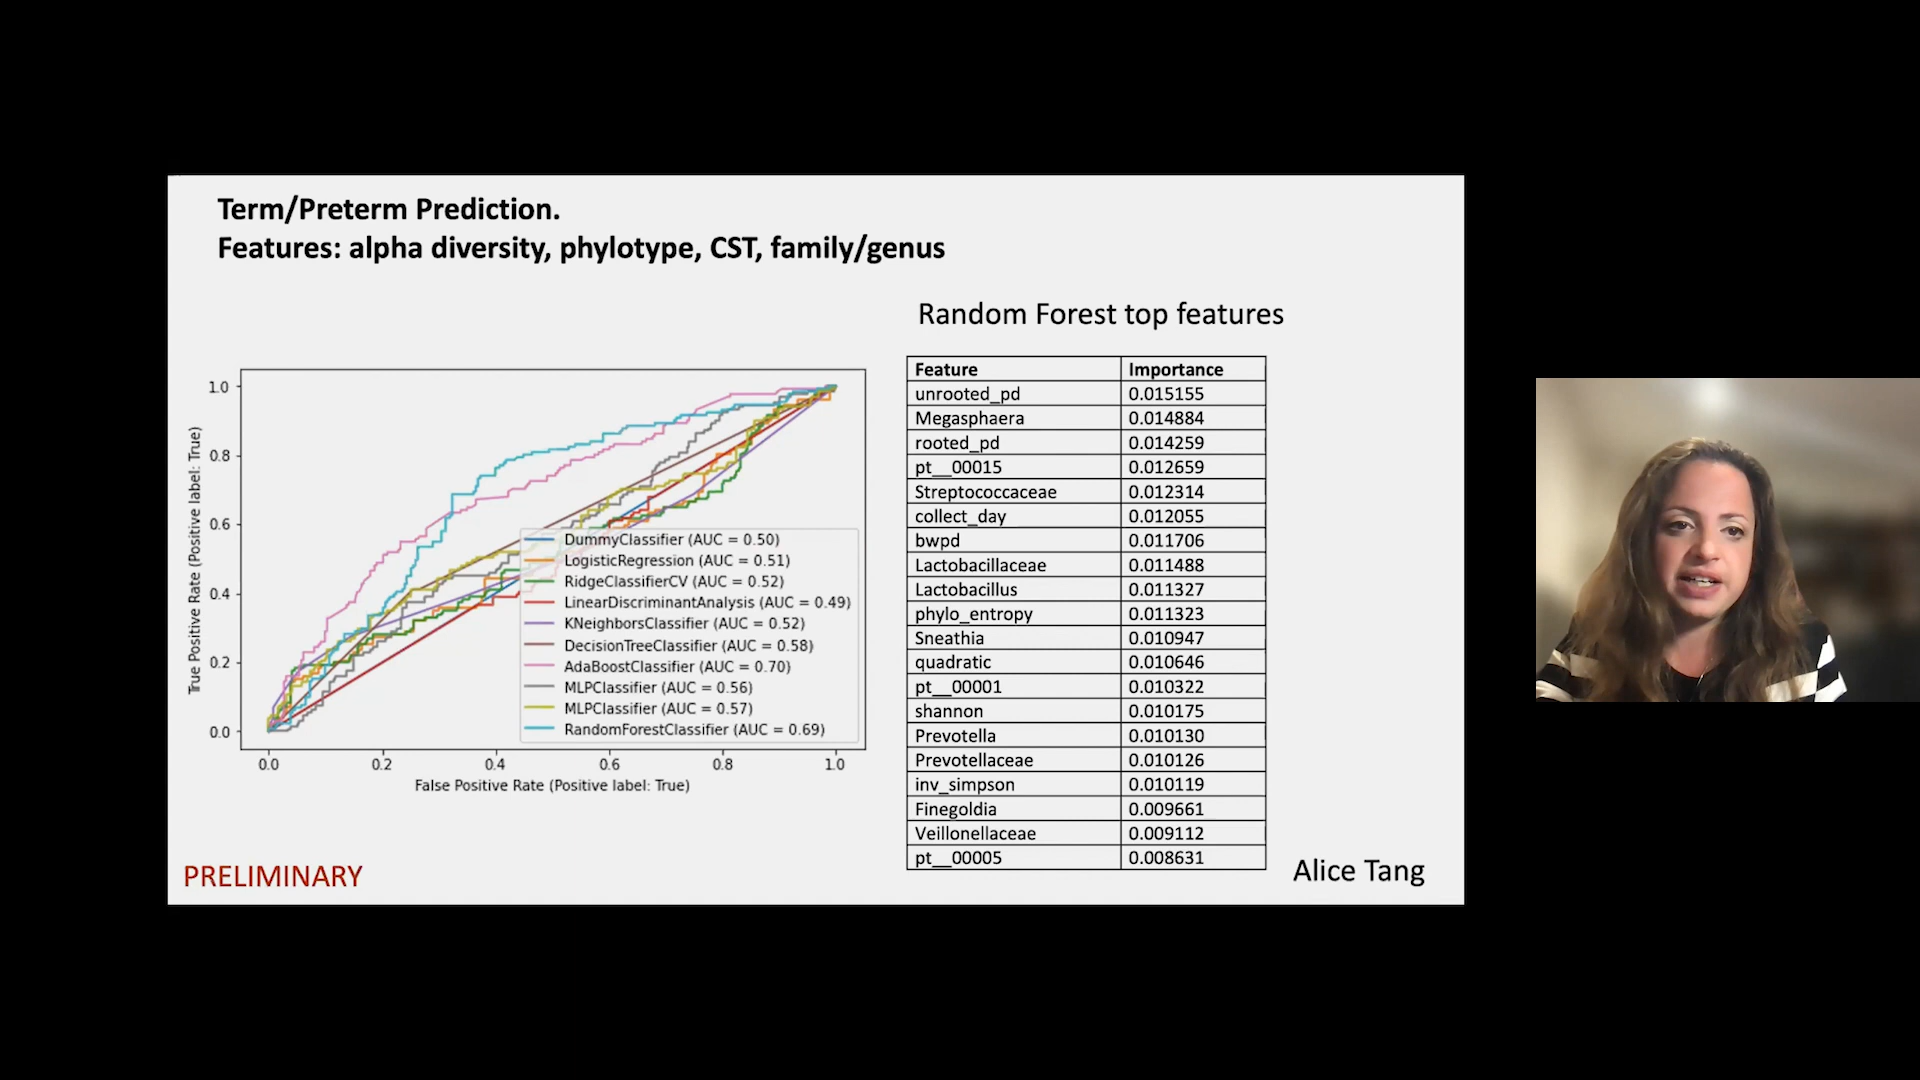 Term/Preterm Prediction.
Features: alpha diversity, phylotype, CST, family/genus
Random Forest top features
True Positive Rate (Positive label: True)
1.0
0.8
0.6
0.4
0.2
0.0
DummyClassifier (AUC = 0.50)
LogisticRegression (AUC = 0.51)
RidgeClassifierCV (AUC = 0.52)
LinearDiscriminantAnalysis (AUC = 0.49)
KNeighborsClassifier (AUC = 0.52)
DecisionTreeClassifier (AUC = 0.58)
AdaBoostClassifier (AUC = 0.70)
MLPClassifier (AUC = 0.56)
MLPClassifier (AUC = 0.57)
RandomForestClassifier (AUC = 0.69)
0.0 0.2 0.4 0.6 0.8 1.0
False Positive Rate (Positive label: True)
Feature Importance
unrooted_pd 0.015155
Megasphaera 0.014884
rooted_pd 0.014259
pt__00015 0.012659
Streptococcaceae 0.012314
collect_day 0.012055
bwpd 0.011706
Lactobacillaceae 0.011488
Lactobacillus 0.011327
phylo_entropy 0.011323
Sneathia 0.010947
quadratic 0.010646
pt__00001 0.010322
shannon 0.010175
Prevotella 0.010130
Prevotellaceae 0.010126
inv_simpson 0.010119
Finegoldia 0.009661
Veillonellaceae 0.009112
pt__00005 0.008631
PRELIMINARY
Alice Tang